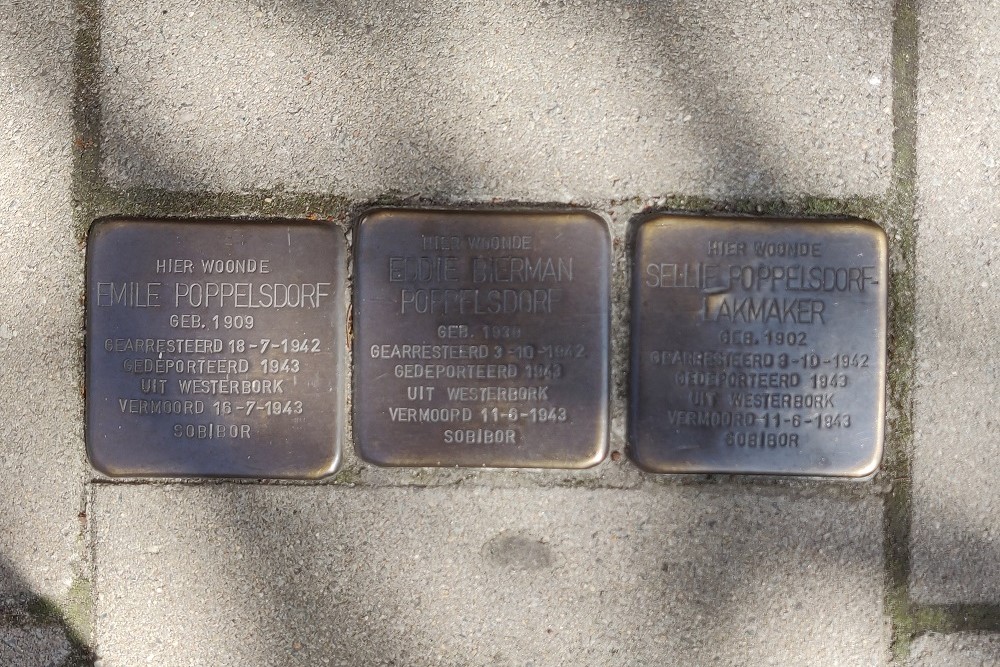 HIER WOONDE
EMILE POPPELSDORF
GEB. 1909
GEARRESTEERD 18-7-1942
GEDEPORTEERD 1943
UIT WESTERBORK
VERMOORD 16-7-1943
SOBIBOR
HIER WOONDE
EDDIE BIERMAN
POPPELSDORF
GEB.
GEARRESTEERD 3-10-1942
GEDEPORTEERD 1943
UIT WESTERBORK
VERMOORD 11-6-1943
SOBIBOR
HIER WOONDE
SELLIE POPPELSDORF-
LAKMAKER
GEB. 1902
GEARRESTEERD 3-10-1942
GEDEPORTEERD 1943
UIT WESTERBORK
VERMOORD 11-6-1943
SOBIBOR